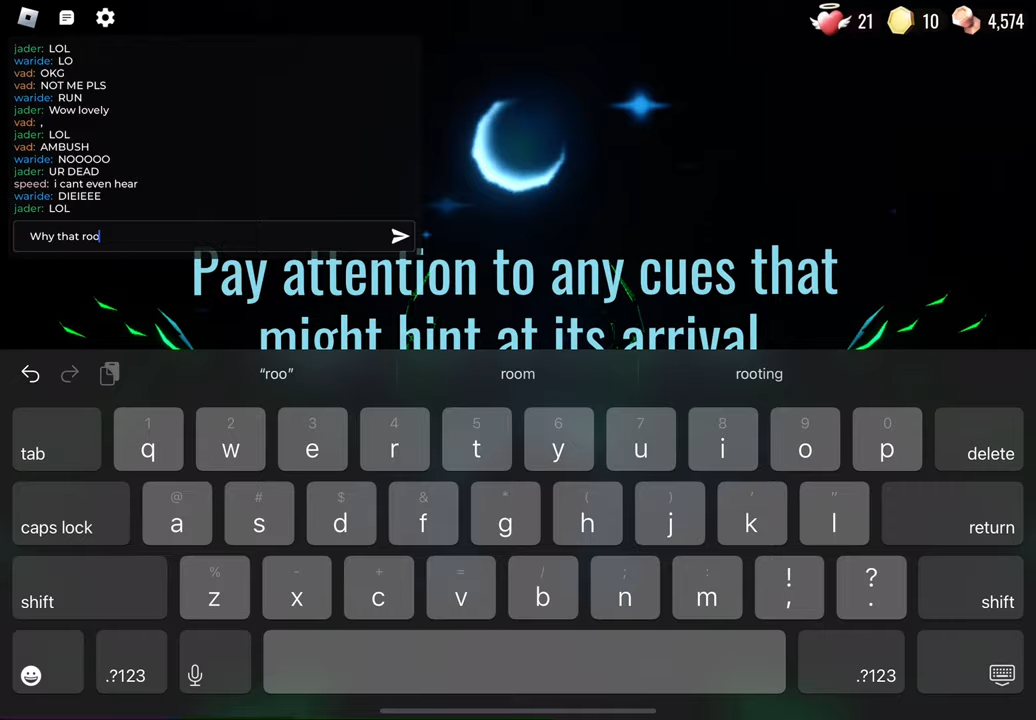 21 10 4,574
jader: LOL
waride: LO
vad: OKG
vad: NOT ME PLS
waride: RUN
jader: Wow lovely
vad: ,
jader: LOL
vad: AMBUSH
waride: NOOOOO
jader: UR DEAD
speed: i cant even hear
waride: DIEIEEE
jader: LOL
Why that roo
Pay attention to any cues that
might hint at its arrival
“roo” room rooting
1 2 3 4 5 6 7 8 9 0
tab q w e r t y u i o p delete
@ # $ & * ( ) ' "
caps lock a s d f g h j k l return
% - + = / ; : ! ?
shift z x c v b n m , . shift
.?123 .?123